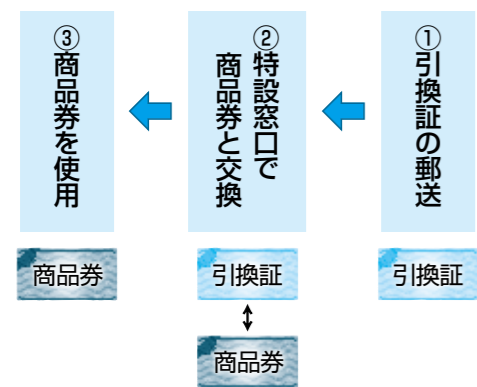 ①引換証の郵送
②特設窓口で
商品券と交換
③商品券を使用
引換証
引換証
商品券
商品券